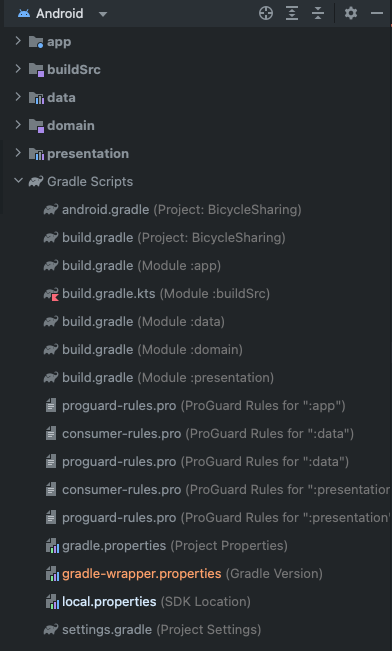 Android
app
buildSrc
data
domain
presentation
Gradle Scripts
android.gradle (Project: BicycleSharing)
build.gradle (Project: BicycleSharing)
build.gradle (Module :app)
build.gradle.kts (Module :buildSrc)
build.gradle (Module :data)
build.gradle (Module :domain)
build.gradle (Module :presentation)
proguard-rules.pro (ProGuard Rules for ":app")
consumer-rules.pro (ProGuard Rules for ":data")
proguard-rules.pro (ProGuard Rules for ":data")
consumer-rules.pro (ProGuard Rules for ":presentation
proguard-rules.pro (ProGuard Rules for ":presentation"
gradle.properties (Project Properties)
gradle-wrapper.properties (Gradle Version)
local.properties (SDK Location)
settings.gradle (Project Settings)